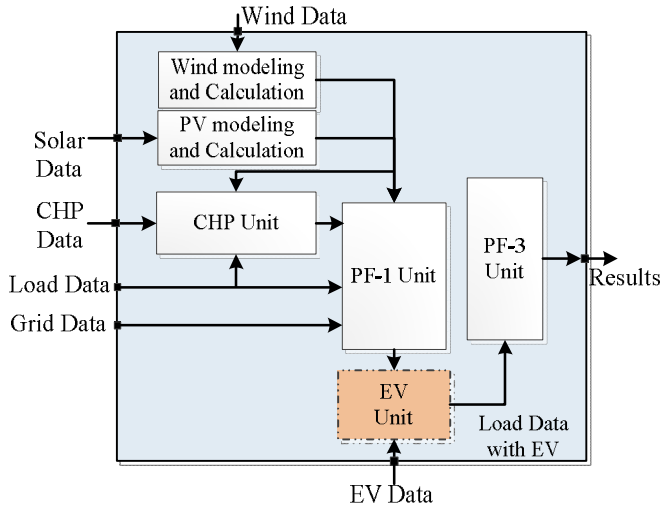 Wind Data
Wind modeling
and Calculation
PV modeling
and Calculation
Solar
Data
CHP
Data
CHP Unit
PF-3
Unit
PF-1 Unit
Results
Load Data
Grid Data
EV
Unit
Load Data
with EV
EV Data